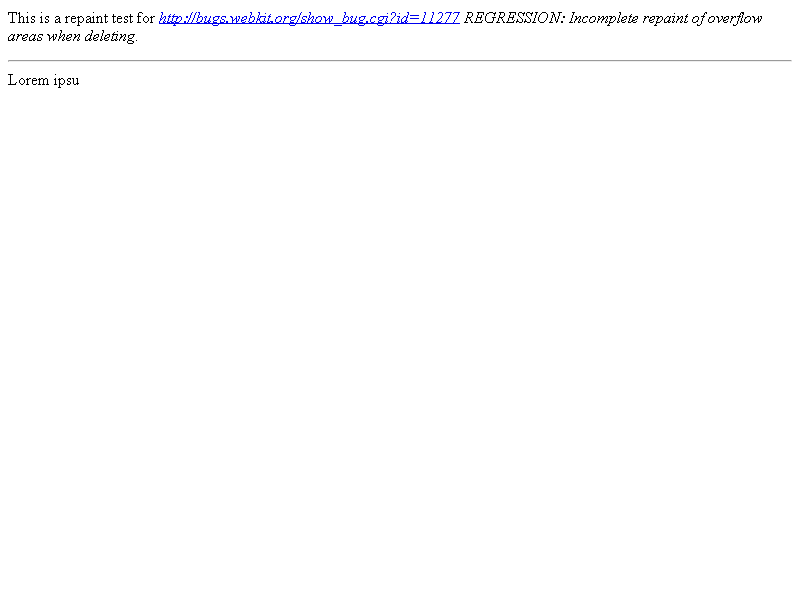 This is a repaint test for http://bugs.webkit.org/show_bug.cgi?id=11277 REGRESSION: Incomplete repaint of overflow
areas when deleting.
Lorem ipsu